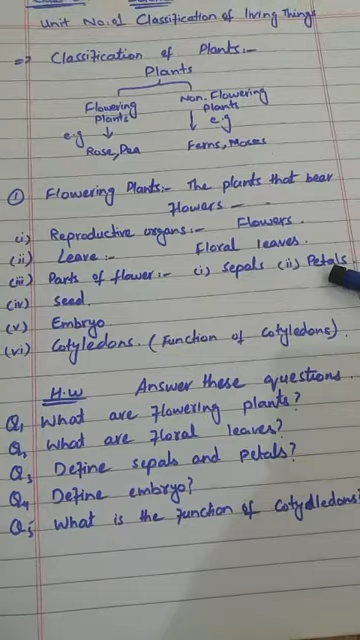 Unit No.01 Classification of living Things
⇒ Classification of Plants:-
Plants
Flowering Plants Non.Flowering Plants
e.g e.g
Rose, Pea Ferns, Moses
① Flowering Plants:- The plants that bear
flowers
(i) Reproductive organs:- Flowers.
(ii) Leave:- Floral leaves.
(iii) Parts of flower:- (i) Sepals (ii) Petals.
(iv) Seed.
(v) Embryo
(vi) Cotyledons. (Function of Cotyledons).
H.W Answer these questions.
Q1 What are flowering plants?
Q2 What are floral leaves?
Q3 Define sepals and petals?
Q4 Define embryo?
Q5 What is the function of cotydledons?